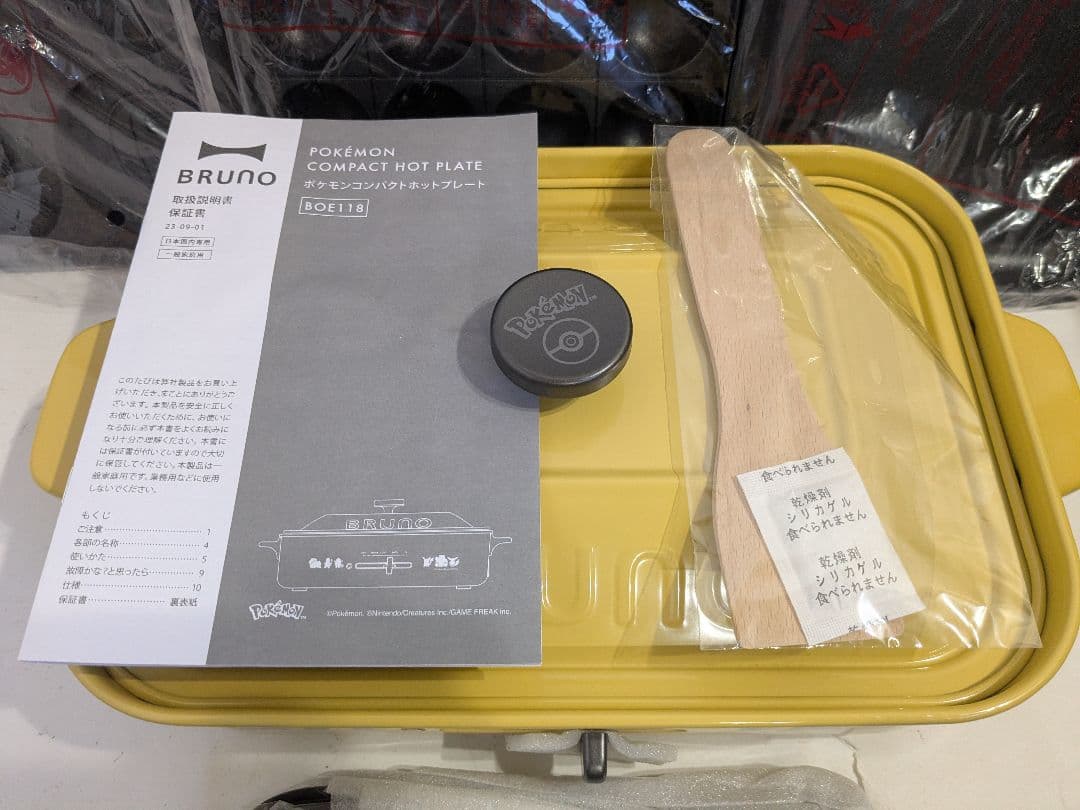 BRUNO
取扱説明書
保証書
23-09-01
日本国内専用
一般家庭用
POKÉMON
COMPACT HOT PLATE
ポケモンコンパクトホットプレート
BOE118
このたびは弊社製品をお買い上
げいただき、まことにありがとうご
ざいます。本製品を安全に正しく
お使いいただくために、お使いに
なる前に必ず本書をよくお読みに
なり十分ご理解ください。本書に
は保証書が付いていますので大切
に保管してください。本製品は一
般家庭用です。業務用などに使用
しないでください。
もくじ
ご注意 1
各部の名称 4
使いかた 5
故障かな?と思ったら 9
仕様 10
保証書 裏表紙
BRUNO
POKÉMON
©Pokémon. ©Nintendo/Creatures Inc./GAME FREAK inc.
POKÉMON
食べられません
乾燥剤
シリカゲル
食べられません
乾燥剤
シリカゲル
食べられません